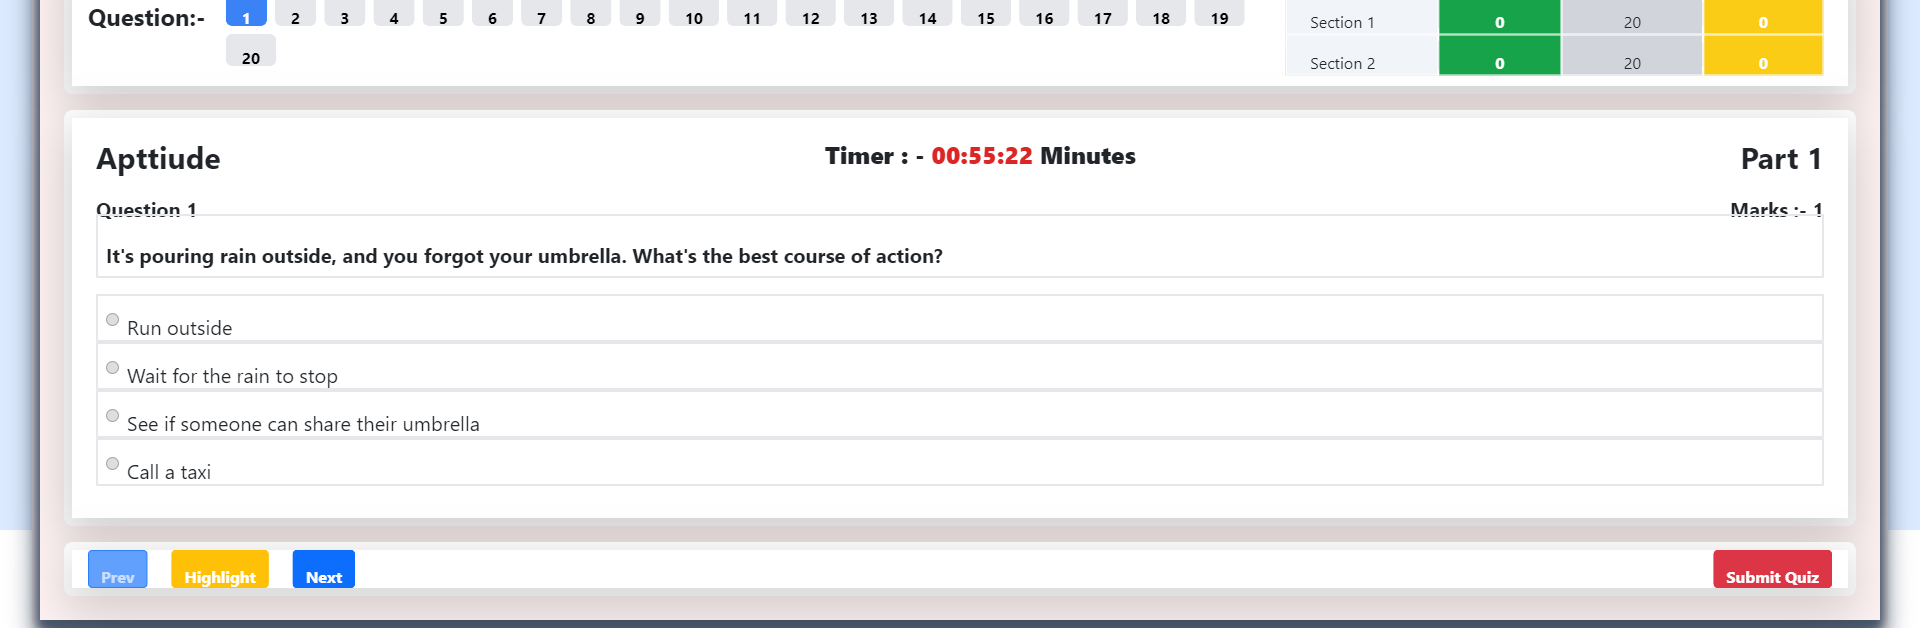 Question:- 1 2 3 4 5 6 7 8 9 10 11 12 13 14 15 16 17 18 19
20
Section 1 0 20 0
Section 2 0 20 0
Apttiude Timer : - 00:55:22 Minutes Part 1
Question 1 Marks :- 1
It's pouring rain outside, and you forgot your umbrella. What's the best course of action?
Run outside
Wait for the rain to stop
See if someone can share their umbrella
Call a taxi
Prev Highlight Next Submit Quiz